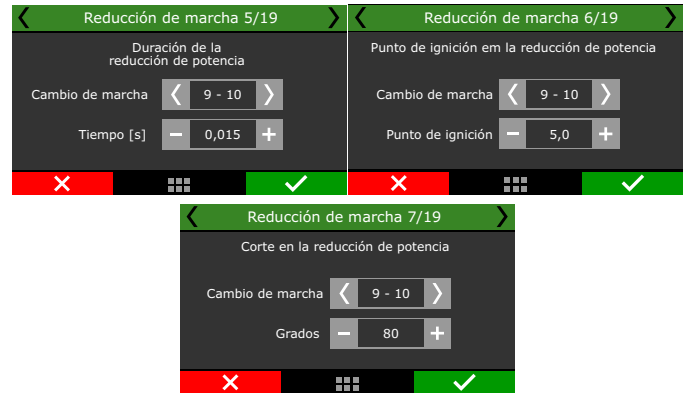 Reducción de marcha 5/19
Duración de la
reducción de potencia
Cambio de marcha 9 - 10
Tiempo [s] 0,015
Reducción de marcha 6/19
Punto de ignición em la reducción de potencia
Cambio de marcha 9 - 10
Punto de ignición 5,0
Reducción de marcha 7/19
Corte en la reducción de potencia
Cambio de marcha 9 - 10
Grados 80